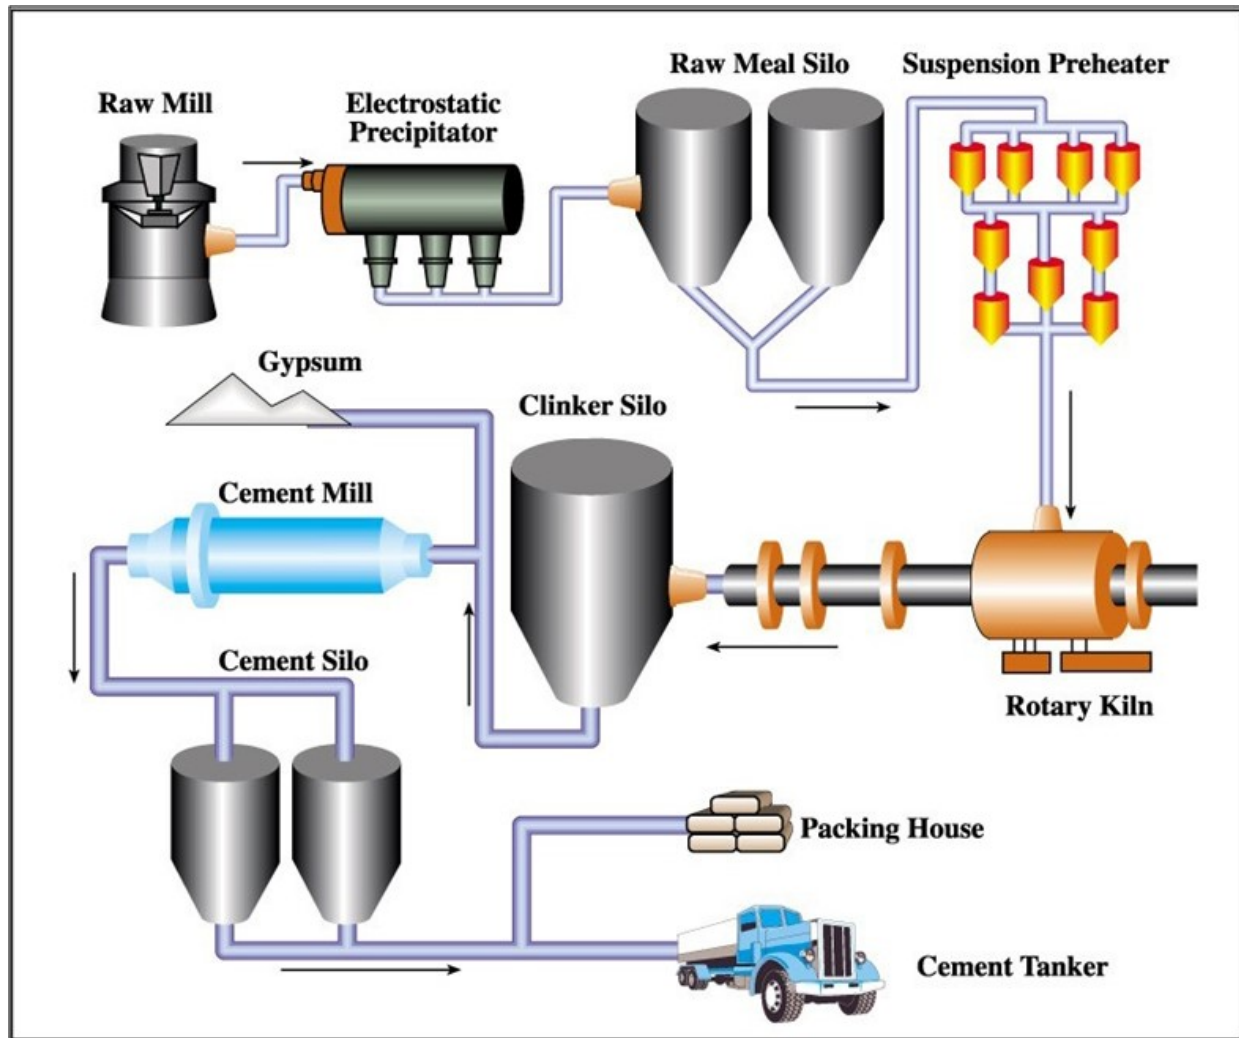 Raw Mill
Electrostatic
Precipitator
Raw Meal Silo
Suspension Preheater
Gypsum
Clinker Silo
Cement Mill
Cement Silo
Rotary Kiln
Packing House
Cement Tanker